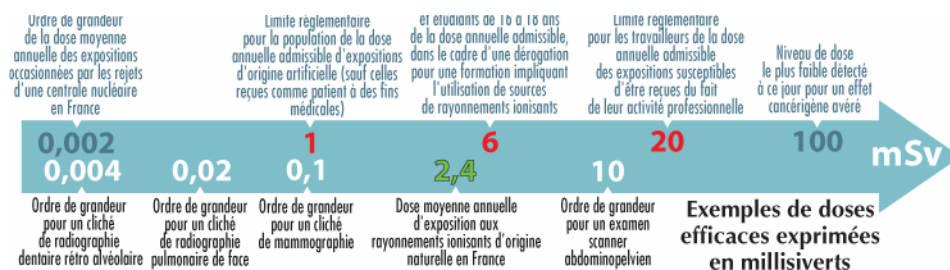 Ordre de grandeur
de la dose moyenne
annuelle des expositions
occasionnées par les rejets
d'une centrale nucléaire
en France
Limite règlementaire
pour la population de la dose
annuelle admissible d'expositions
d'origine artificielle (sauf celles
reçues comme patient à des fins
médicales)
et étudiants de 16 à 18 ans
de la dose annuelle admissible,
dans le cadre d'une dérogation
pour une formation impliquant
l'utilisation de sources
de rayonnements ionisants
Limite règlementaire
pour les travailleurs de la dose
annuelle admissible
des expositions susceptibles
d'être reçues du fait
de leur activité professionnelle
Niveau de dose
le plus faible détecté
à ce jour pour un effet
cancérigène avéré
0,002
1
6
20
100
mSv
0,004
0,02
0,1
2,4
10
Ordre de grandeur
pour un cliché
de radiographie
dentaire rétro alvéolaire
Ordre de grandeur
pour un cliché
de radiographie
pulmonaire de face
Ordre de grandeur
pour un cliché
de mammographie
Dose moyenne annuelle
d'exposition aux
rayonnements ionisants d'origine
naturelle en France
Ordre de grandeur
pour un examen
scanner
abdominopelvien
Exemples de doses
efficaces exprimées
en millisiverts